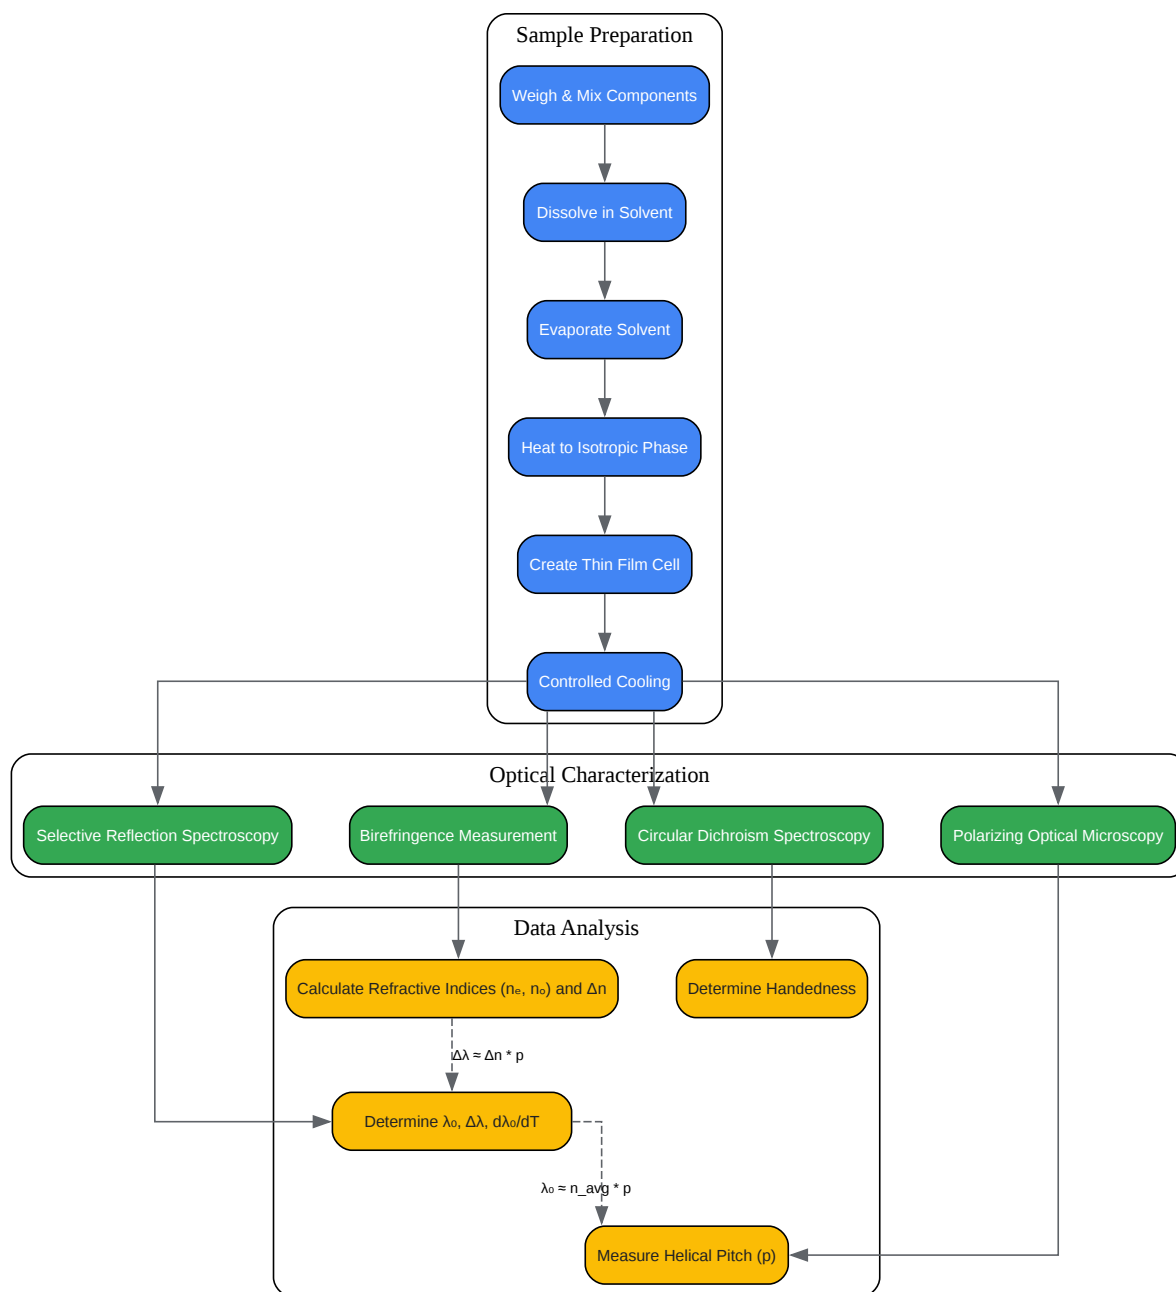 Sample Preparation
Weigh & Mix Components
Dissolve in Solvent
Evaporate Solvent
Heat to Isotropic Phase
Create Thin Film Cell
Controlled Cooling
Optical Characterization
Selective Reflection Spectroscopy
Birefringence Measurement
Circular Dichroism Spectroscopy
Polarizing Optical Microscopy
Data Analysis
Calculate Refractive Indices (nₑ, nₒ) and Δn
Determine Handedness
Δλ ≈ Δn * p
Determine λ₀, Δλ, dλ₀/dT
λ₀ ≈ n_avg * p
Measure Helical Pitch (p)